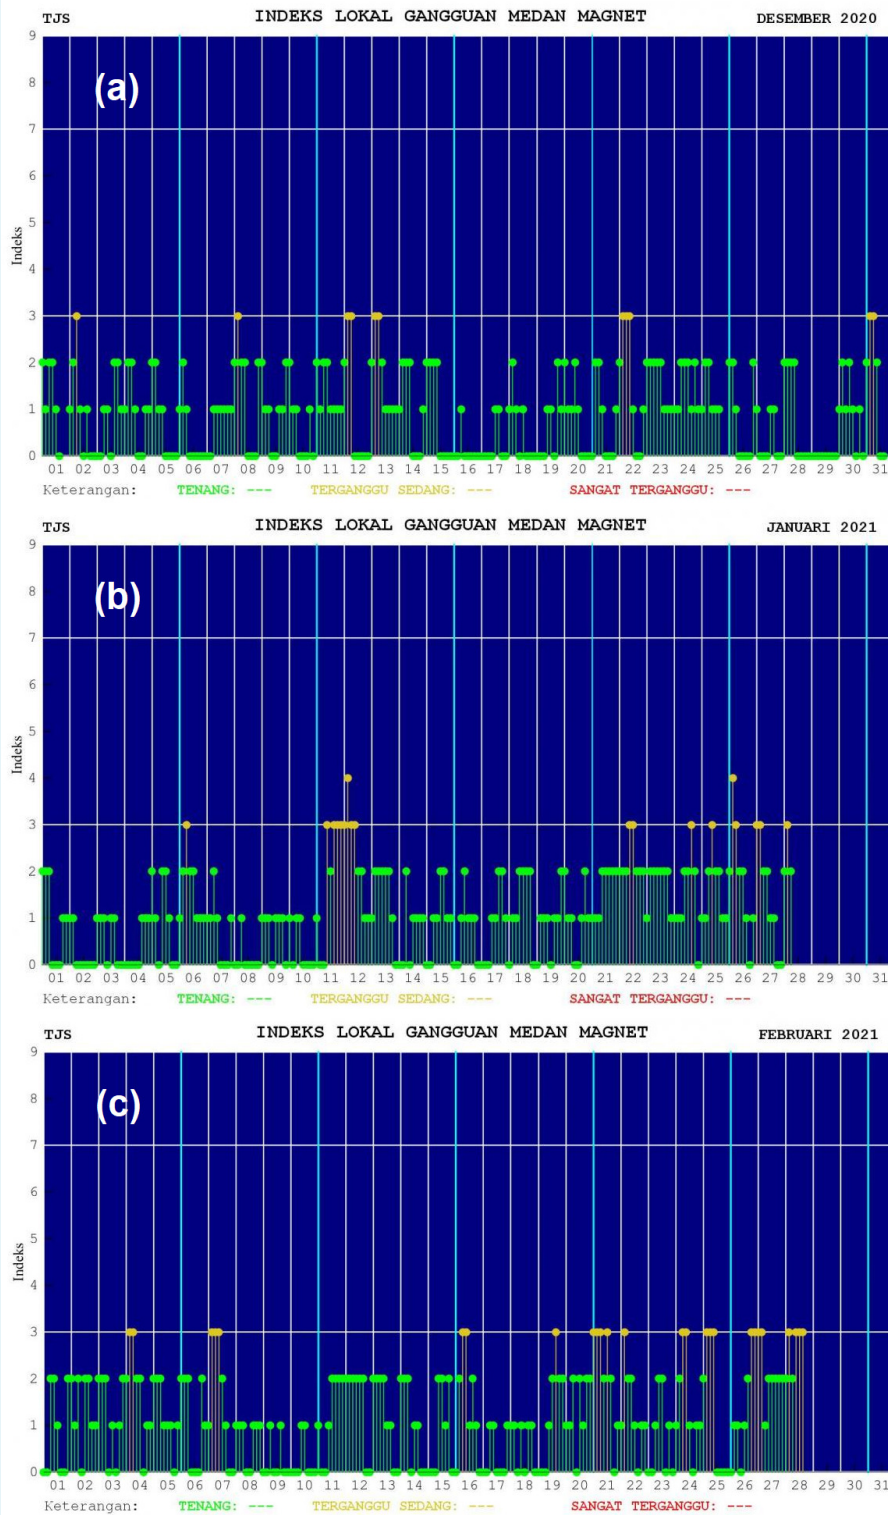 TJS INDEKS LOKAL GANGGUAN MEDAN MAGNET DESEMBER 2020
(a)
9
8
7
6
5
4
3
2
1
0
Indeks
01 02 03 04 05 06 07 08 09 10 11 12 13 14 15 16 17 18 19 20 21 22 23 24 25 26 27 28 29 30 31
Keterangan: TENANG: --- TERGANGGU SEDANG: --- SANGAT TERGANGGU: ---
TJS INDEKS LOKAL GANGGUAN MEDAN MAGNET JANUARI 2021
(b)
9
8
7
6
5
4
3
2
1
0
Indeks
01 02 03 04 05 06 07 08 09 10 11 12 13 14 15 16 17 18 19 20 21 22 23 24 25 26 27 28 29 30 31
Keterangan: TENANG: --- TERGANGGU SEDANG: --- SANGAT TERGANGGU: ---
TJS INDEKS LOKAL GANGGUAN MEDAN MAGNET FEBRUARI 2021
(c)
9
8
7
6
5
4
3
2
1
0
Indeks
01 02 03 04 05 06 07 08 09 10 11 12 13 14 15 16 17 18 19 20 21 22 23 24 25 26 27 28 29 30 31
Keterangan: TENANG: --- TERGANGGU SEDANG: --- SANGAT TERGANGGU: ---